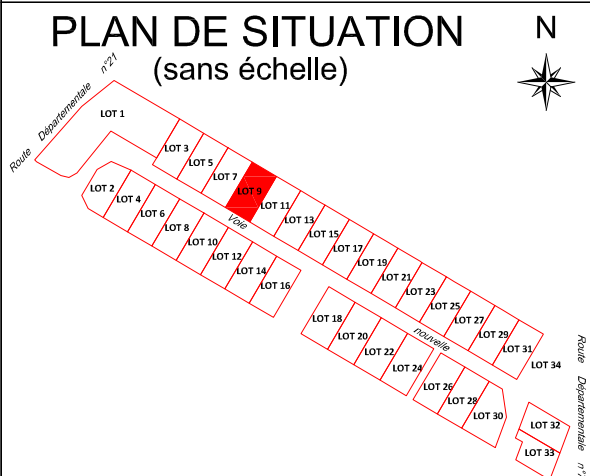 PLAN DE SITUATION
(sans échelle)
N
Route Départementale n°21
LOT 1
LOT 3
LOT 5
LOT 7
LOT 9
LOT 11
LOT 13
LOT 15
LOT 17
LOT 19
LOT 21
LOT 23
LOT 25
LOT 27
LOT 29
LOT 31
LOT 34
Voie nouvelle
LOT 2
LOT 4
LOT 6
LOT 8
LOT 10
LOT 12
LOT 14
LOT 16
LOT 18
LOT 20
LOT 22
LOT 24
LOT 26
LOT 28
LOT 30
LOT 32
LOT 33
Route Départementale